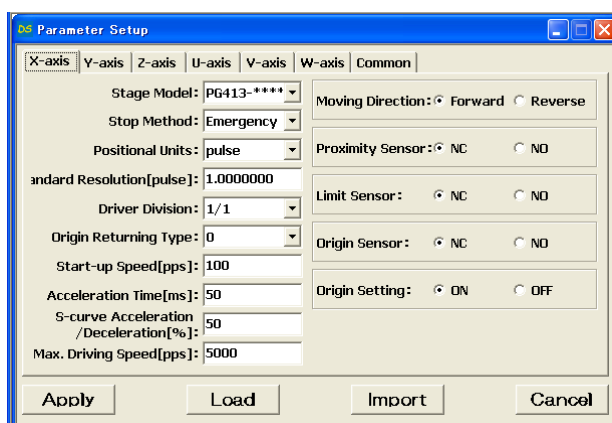 DS Parameter Setup
X-axis Y-axis Z-axis U-axis V-axis W-axis Common
Stage Model: PG413-****
Stop Method: Emergency
Positional Units: pulse
andard Resolution[pulse]: 1.0000000
Driver Division: 1/1
Origin Returning Type: 0
Start-up Speed[pps]: 100
Acceleration Time[ms]: 50
S-curve Acceleration
/Deceleration[%]: 50
Max. Driving Speed[pps]: 5000
Moving Direction: Forward Reverse
Proximity Sensor: NC NO
Limit Sensor: NC NO
Origin Sensor: NC NO
Origin Setting: ON OFF
Apply Load Import Cancel